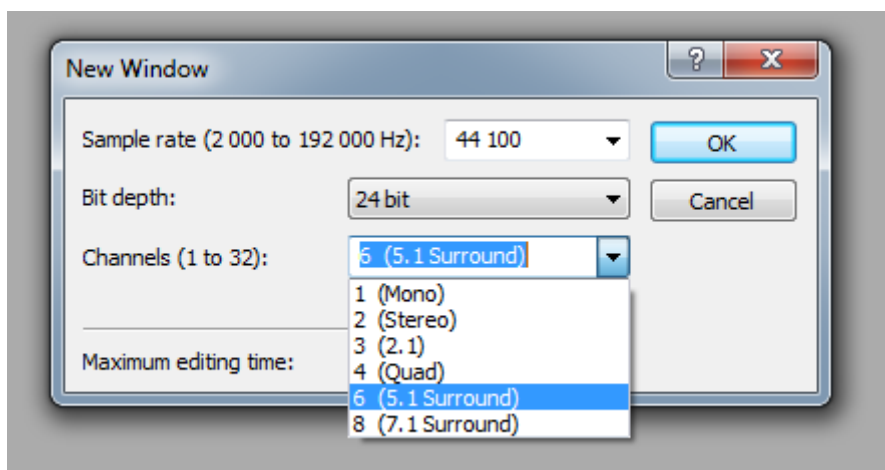 New Window
?
X
Sample rate (2 000 to 192 000 Hz): 44 100 OK
Bit depth: 24 bit Cancel
Channels (1 to 32): 6 (5.1 Surround)
1 (Mono)
2 (Stereo)
3 (2.1)
4 (Quad)
6 (5.1 Surround)
8 (7.1 Surround)
Maximum editing time: